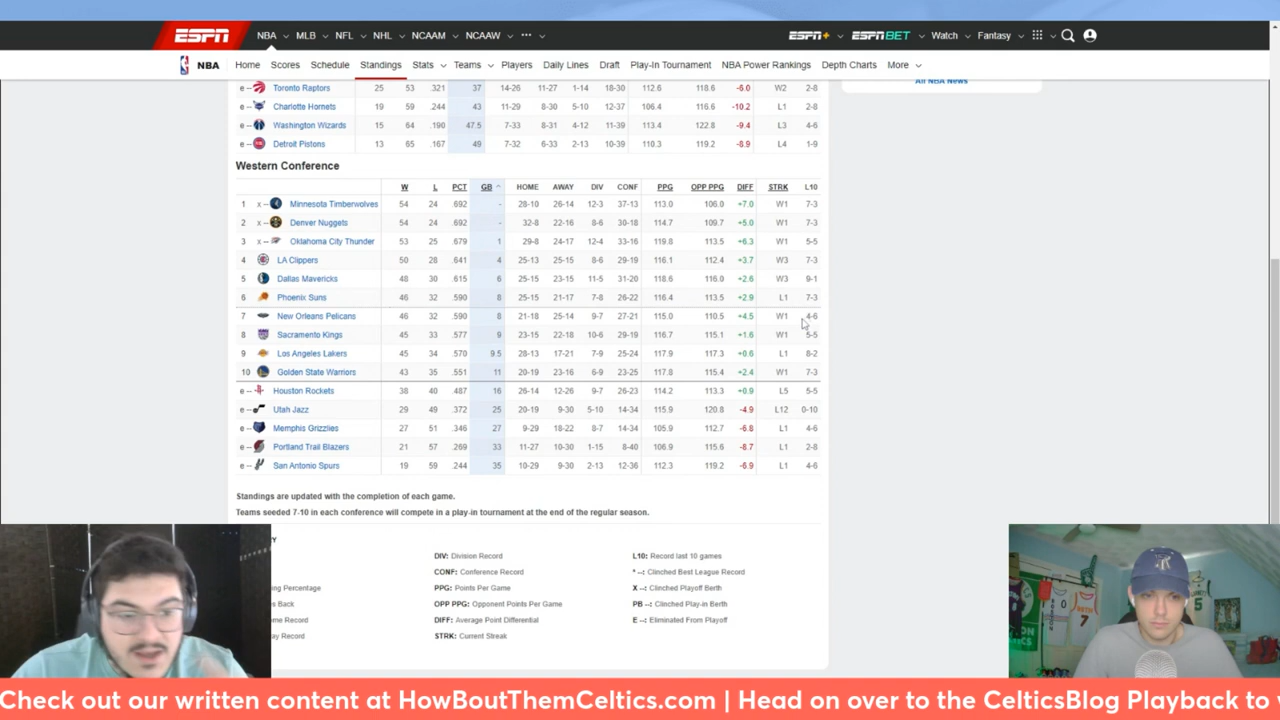 ESPN NBA MLB NFL NHL NCAAM NCAAW ESPN+ ESPN BET Watch Fantasy
NBA Home Scores Schedule Standings Stats Teams Players Daily Lines Draft Play-In Tournament NBA Power Rankings Depth Charts More
All NBA News
e -- Toronto Raptors 25 53 .321 37 14-26 11-27 1-14 18-30 112.6 118.6 -6.0 W2 2-8
e -- Charlotte Hornets 19 59 .244 43 11-29 8-30 5-10 12-37 106.4 116.6 -10.2 L1 2-8
e -- Washington Wizards 15 64 .190 47.5 7-33 8-31 4-12 11-39 113.4 122.8 -9.4 L3 4-6
e -- Detroit Pistons 13 65 .167 49 7-32 6-33 2-13 10-39 110.3 119.2 -8.9 L4 1-9
Western Conference
W L PCT GB HOME AWAY DIV CONF PPG OPP PPG DIFF STRK L10
1 x -- Minnesota Timberwolves 54 24 .692 - 28-10 26-14 12-3 37-13 113.0 106.0 +7.0 W1 7-3
2 x -- Denver Nuggets 54 24 .692 - 32-8 22-16 8-6 30-18 114.7 109.7 +5.0 W1 7-3
3 x -- Oklahoma City Thunder 53 25 .679 1 29-8 24-17 12-4 33-16 119.8 113.5 +6.3 W1 5-5
4 LA Clippers 50 28 .641 4 25-13 25-15 8-6 29-19 116.1 112.4 +3.7 W3 7-3
5 Dallas Mavericks 48 30 .615 6 25-15 23-15 11-5 31-20 118.6 116.0 +2.6 W3 9-1
6 Phoenix Suns 46 32 .590 8 25-15 21-17 7-8 26-22 116.4 113.5 +2.9 L1 7-3
7 New Orleans Pelicans 46 32 .590 8 21-18 25-14 9-7 27-21 115.0 110.5 +4.5 W1 4-6
8 Sacramento Kings 45 33 .577 9 23-15 22-18 10-6 29-19 116.7 115.1 +1.6 W1 5-5
9 Los Angeles Lakers 45 34 .570 9.5 28-13 17-21 7-9 25-24 117.9 117.3 +0.6 L1 8-2
10 Golden State Warriors 43 35 .551 11 20-19 23-16 6-9 23-25 117.8 115.4 +2.4 W1 7-3
e -- Houston Rockets 38 40 .487 16 26-14 12-26 9-7 26-23 114.2 113.3 +0.9 L5 5-5
e -- Utah Jazz 29 49 .372 25 20-19 9-30 5-10 14-34 115.9 120.8 -4.9 L12 0-10
e -- Memphis Grizzlies 27 51 .346 27 9-29 18-22 8-7 14-34 105.9 112.7 -6.8 L1 4-6
e -- Portland Trail Blazers 21 57 .269 33 11-27 10-30 1-15 8-40 106.9 115.6 -8.7 L1 2-8
e -- San Antonio Spurs 19 59 .244 35 10-29 9-30 2-13 12-36 112.3 119.2 -6.9 L1 4-6
Standings are updated with the completion of each game.
Teams seeded 7-10 in each conference will compete in a play-in tournament at the end of the regular season.
DIV: Division Record L10: Record last 10 games
CONF: Conference Record * --: Clinched Best League Record
Percentage PPG: Points Per Game X --: Clinched Playoff Berth
Back OPP PPG: Opponent Points Per Game PB --: Clinched Play-in Berth
Record DIFF: Average Point Differential E --: Eliminated From Playoff
Record STRK: Current Streak
Check out our written content at HowBoutThemCeltics.com | Head on over to the CelticsBlog Playback to